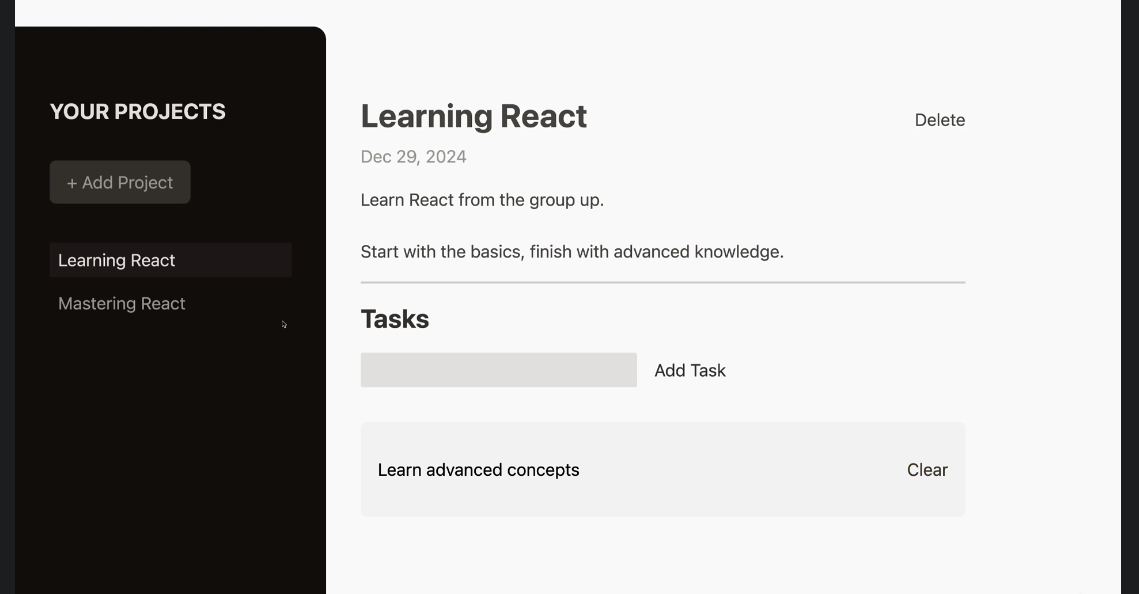 YOUR PROJECTS
+ Add Project
Learning React
Mastering React
Learning React
Delete
Dec 29, 2024
Learn React from the group up.
Start with the basics, finish with advanced knowledge.
Tasks
Add Task
Learn advanced concepts
Clear